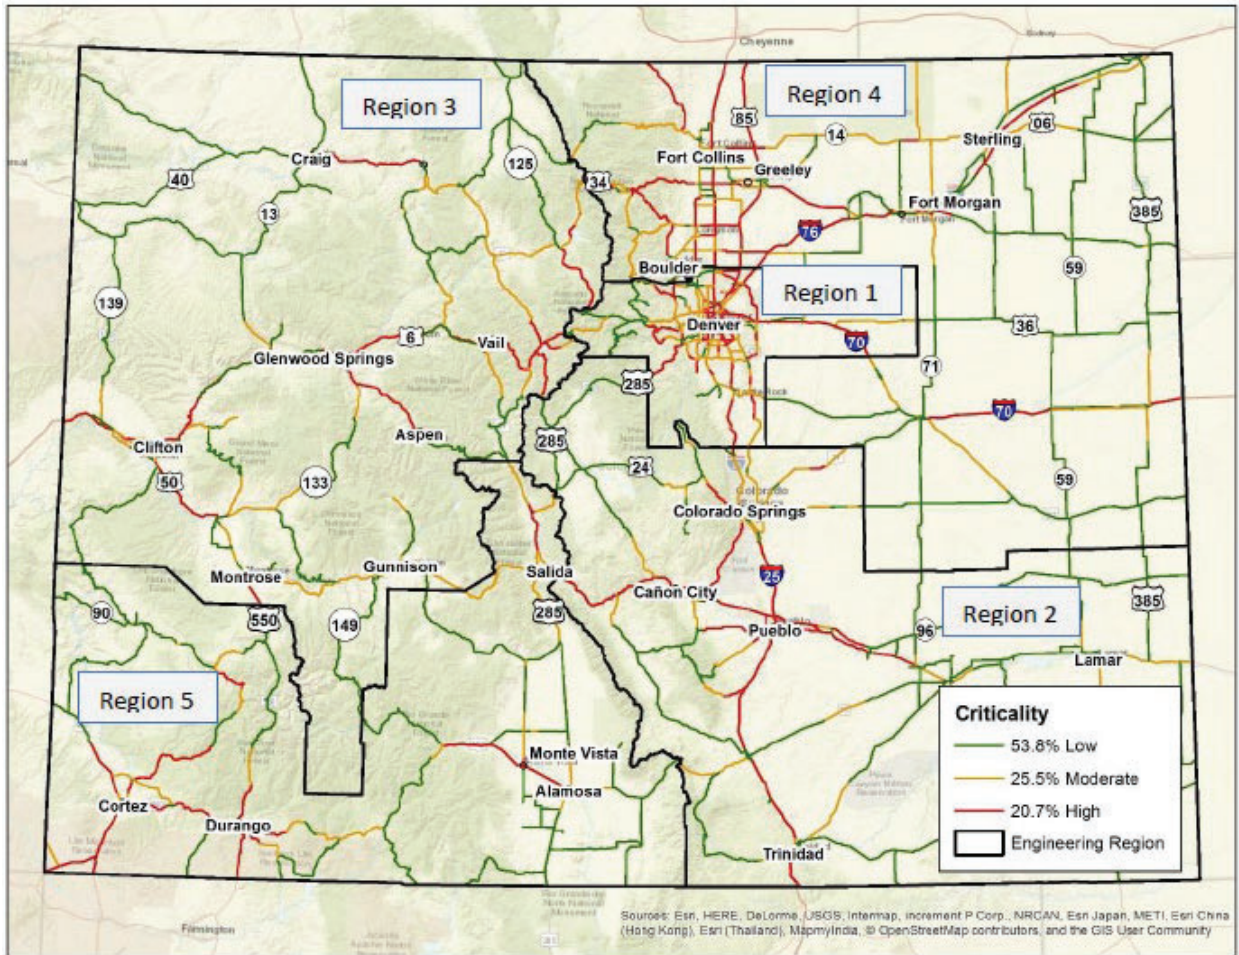 Cheyenne
Region 4
Region 3
85
14
06
Sterling
Fort Collins
Craig
125
Greeley
40
34
Fort Morgan
Fort Morgan
385
13
76
Boulder
59
Region 1
139
Denver
36
6
Vail
70
Glenwood Springs
71
285
70
Aspen
285
Clifton
24
50
133
59
Colorado Springs
Gunnison
Salida
Montrose
25
Cañon City
385
90
550
149
285
Region 2
96
Pueblo
Lamar
Region 5
Criticality
53.8% Low
Monte Vista
25.5% Moderate
Alamosa
Cortez
20.7% High
Durango
Engineering Region
Trinidad
Farmington
Sources: Esri, HERE, DeLorme, USGS, Intermap, increment P Corp., NRCAN, Esri Japan, METI, Esri China
(Hong Kong), Esri (Thailand), MapmyIndia, © OpenStreetMap contributors, and the GIS User Community